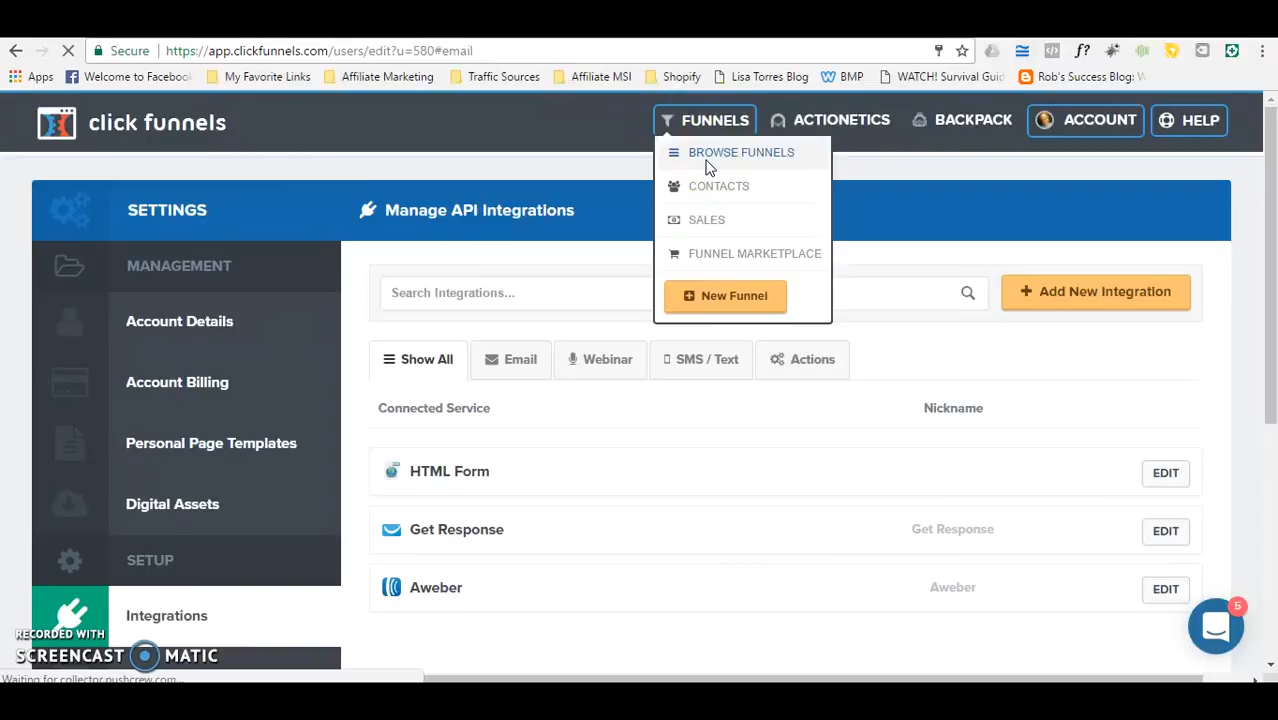 Secure https://app.clickfunnels.com/users/edit?u=580#email
Apps Welcome to Facebook My Favorite Links Affiliate Marketing Traffic Sources Affiliate MSI Shopify Lisa Torres Blog BMP WATCH! Survival Guid Rob's Success Blog:
click funnels
FUNNELS ACTIONETICS BACKPACK ACCOUNT HELP
BROWSE FUNNELS
CONTACTS
SALES
FUNNEL MARKETPLACE
New Funnel
SETTINGS
Manage API Integrations
MANAGEMENT
Account Details
Account Billing
Personal Page Templates
Digital Assets
SETUP
Integrations
Search Integrations...
+ Add New Integration
Show All Email Webinar SMS / Text Actions
Connected Service Nickname
HTML Form EDIT
Get Response Get Response EDIT
Aweber Aweber EDIT
5
RECORDED WITH
SCREENCAST MATIC
Waiting for collector.pushcrew.com...